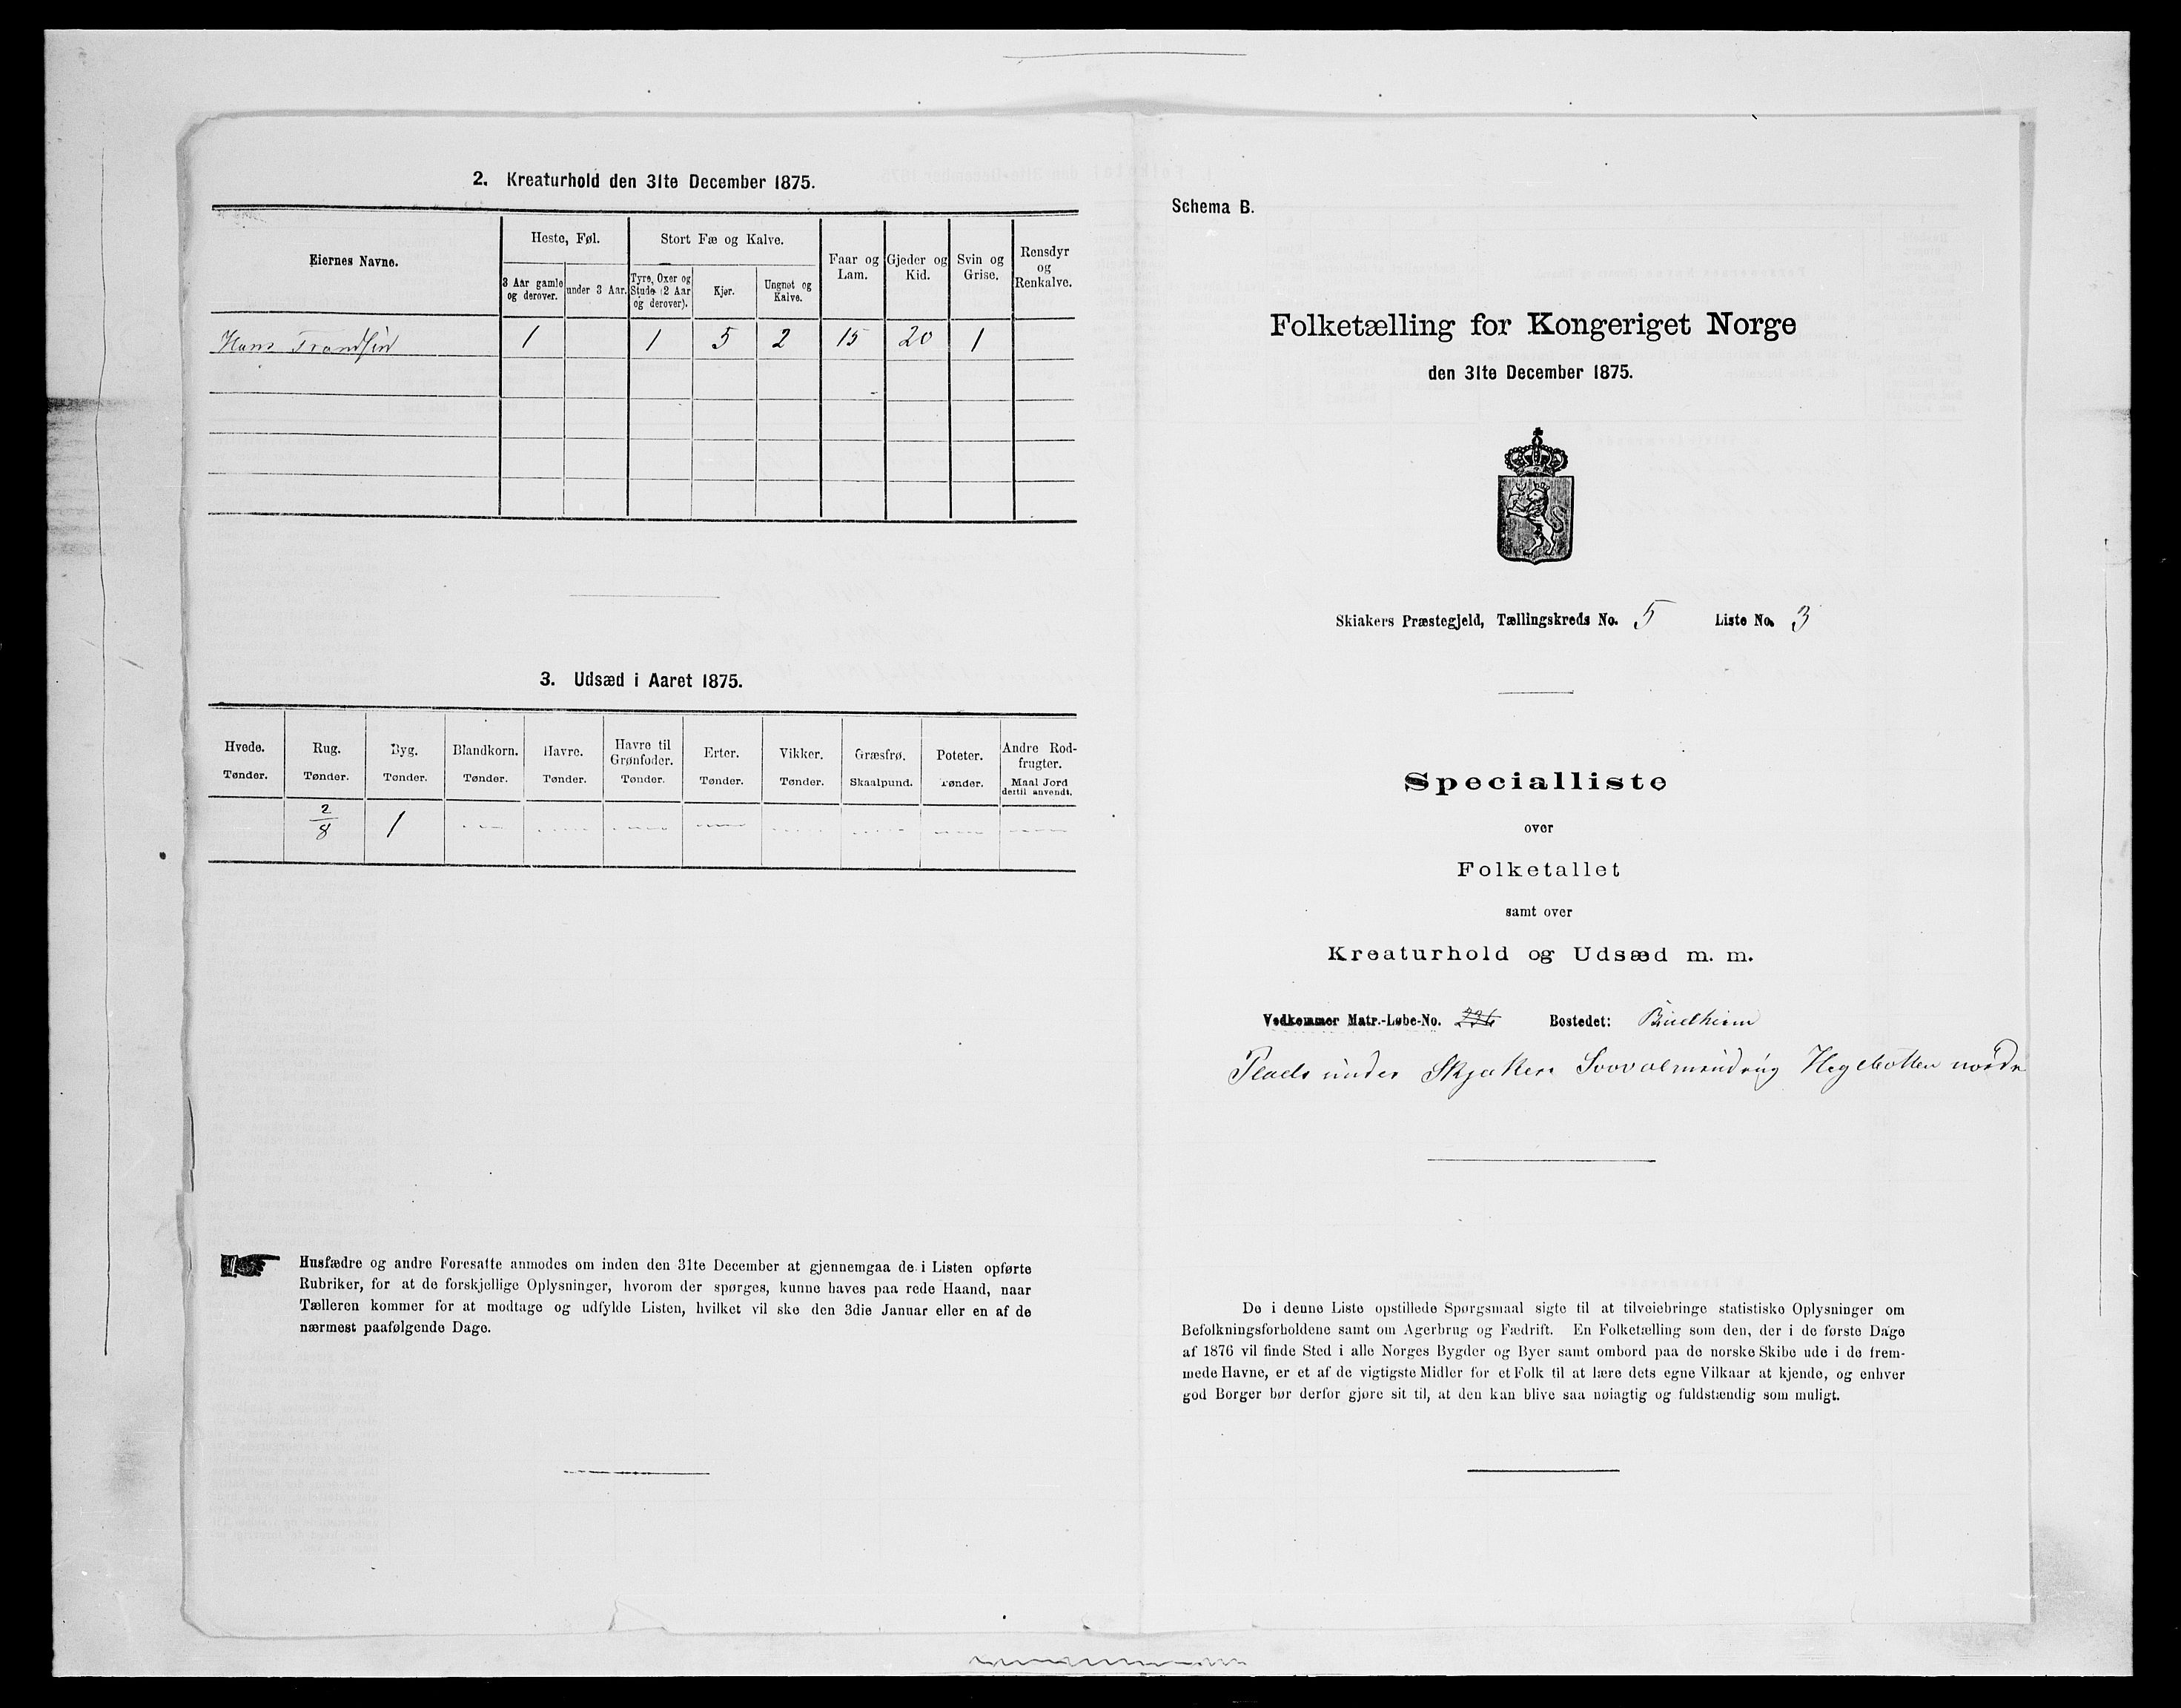 2. Kreaturhold den 31te December 1875.
Eiernes Navne.
Heste, Føl.
Stort Fæ og Kalve.
Faar og Lam.
Gjeder og Kid.
Svin og Grise.
Rensdyr og Renkalve.
3 Aar gamle og derover.
under 3 Aar.
Tyre, Oxer og Stude (2 Aar og derover).
Kjør.
Ungnøt og Kalve.
Hans Trondsen 1 1 5 2 15 20 1
3. Udsæd i Aaret 1875.
Hvede. Rug. Byg. Blandkorn. Havre. Havre til Grønfoder. Erter. Vikker. Græsfrø. Poteter. Andre Rodfrugter.
Tønder. Tønder. Tønder. Tønder. Tønder. Tønder. Tønder. Tønder. Skaalpund. Tønder. Maal Jord dertil anvendt.
2/8 1
Husfædre og andre Foresatte anmodes om inden den 31te December at gjennemgaa de i Listen opførte
Rubriker, for at de forskjellige Oplysninger, hvorom der spørges, kunne haves paa rede Haand, naar
Tælleren kommer for at modtage og udfylde Listen, hvilket vil ske den 3die Januar eller en af de
nærmest paafølgende Dage.
Schema B.
Folketælling for Kongeriget Norge
den 31te December 1875.
Skiakers Præstegjeld, Tællingskreds No. 5 Liste No. 3
Specialliste
over
Folketallet
samt over
Kreaturhold og Udsæd m. m.
Vedkommer Matr.-Løbe-No. Bostedet:
Plads under Skjakers nordre
De i denne Liste opstillede Spørgsmaal sigte til at tilveiebringe statistiske Oplysninger om
Befolkningsforholdene samt om Agerbrug og Fædrift. En Folketælling som den, der i de første Dage
af 1876 vil finde Sted i alle Norges Bygder og Byer samt ombord paa de norske Skibe ude i de frem-
mede Havne, er et af de vigtigste Midler for et Folk til at lære dets egne Vilkaar at kjende, og enhver
god Borger bør derfor gjøre sit til, at den kan blive saa nøiagtig og fuldstændig som muligt.